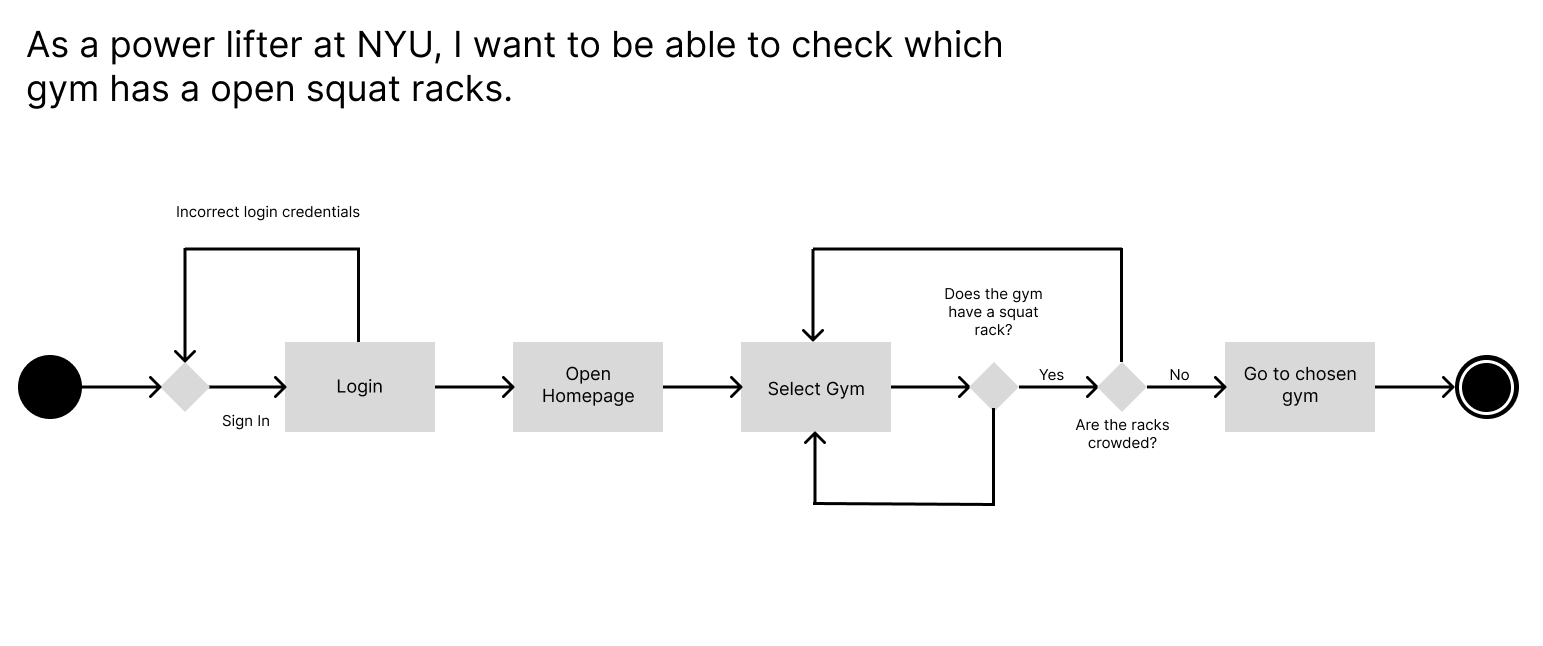 As a power lifter at NYU, I want to be able to check which
gym has a open squat racks.
Incorrect login credentials
Sign In
Login
Open
Homepage
Select Gym
Does the gym
have a squat
rack?
Yes
Are the racks
crowded?
No
Go to chosen
gym